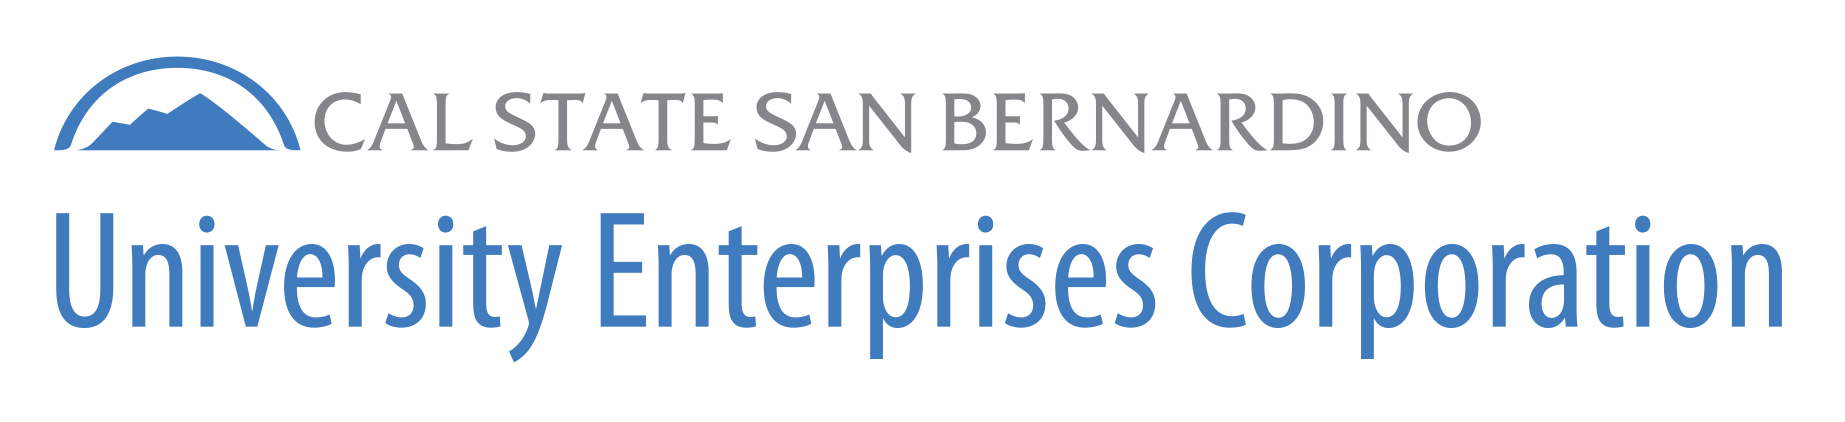 CAL STATE SAN BERNARDINO
University Enterprises Corporation